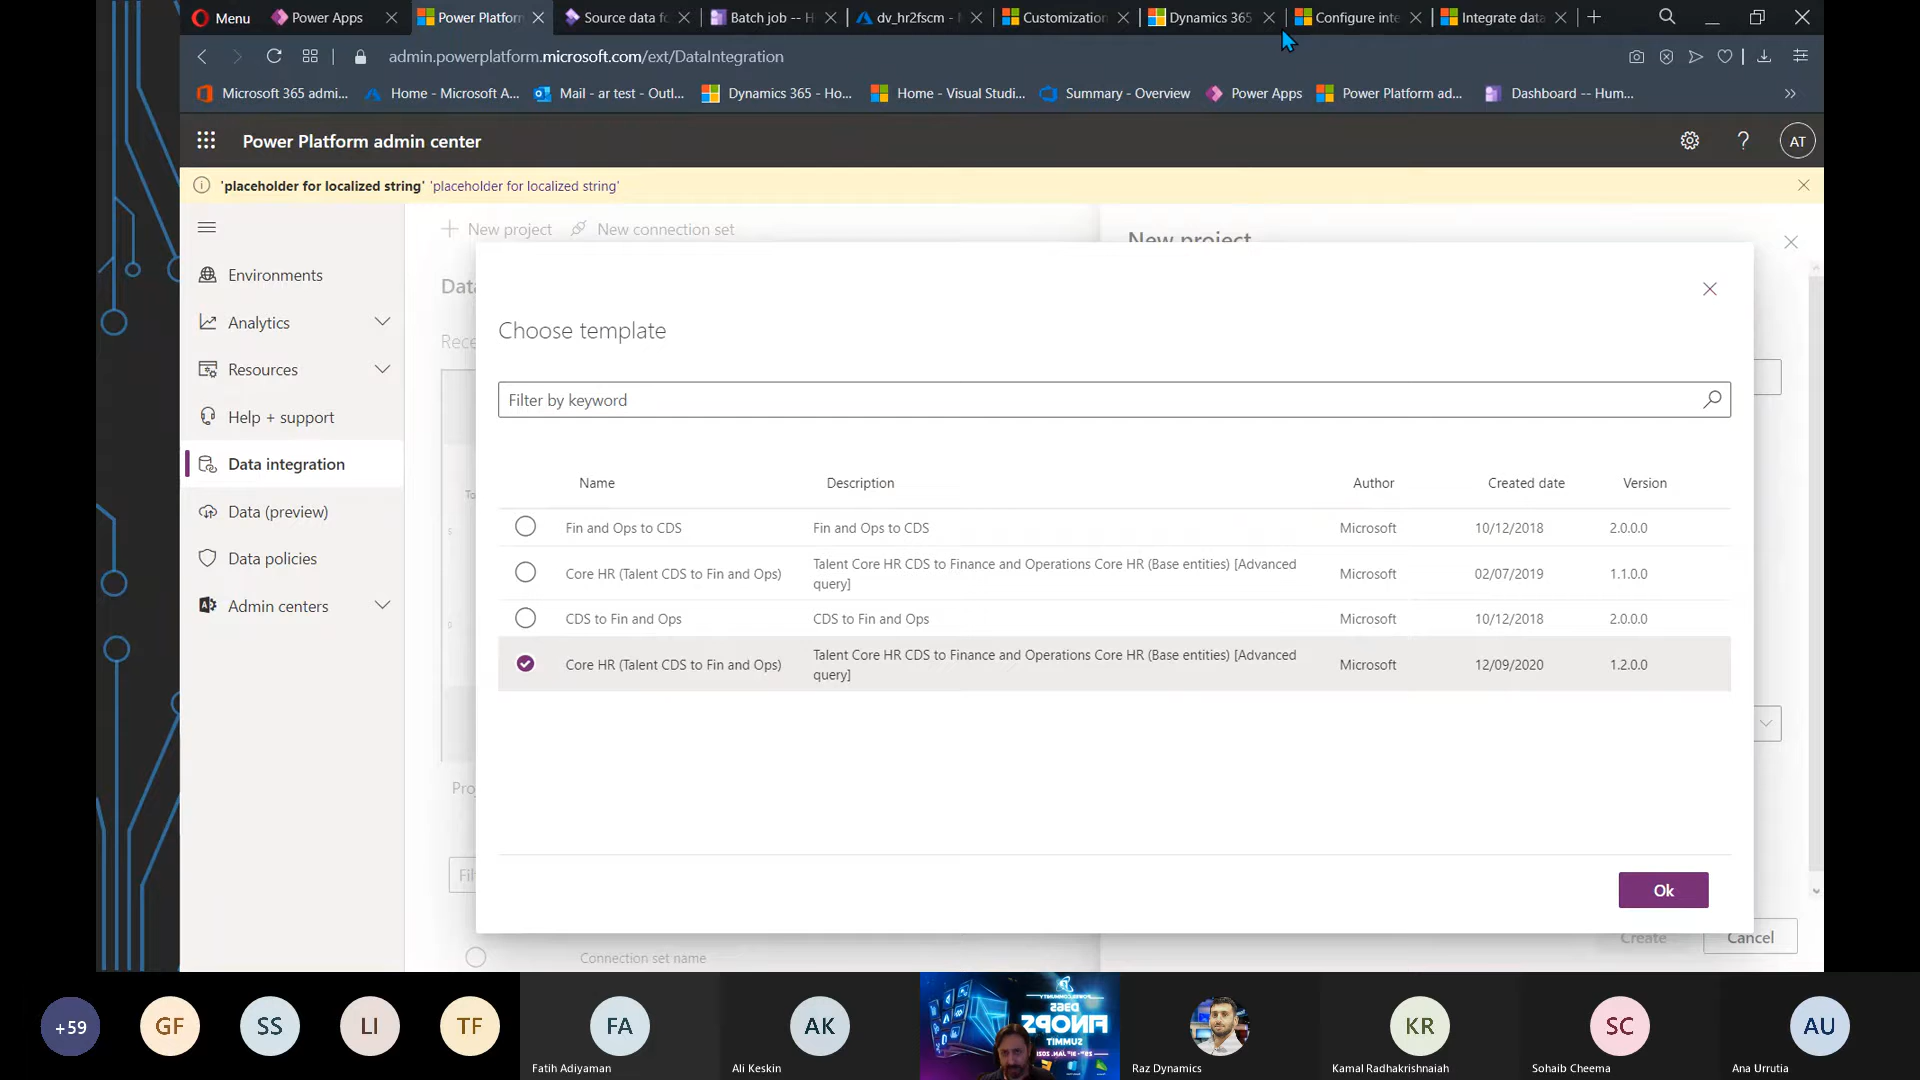 Menu
Power Apps
Power Platform
Source data fo
Batch job -- H
dv_hr2fscm -
Customization
Dynamics 365
Configure inte
Integrate data
admin.powerplatform.microsoft.com/ext/DataIntegration
Microsoft 365 admi...
Home - Microsoft A...
Mail - ar test - Outl...
Dynamics 365 - Ho...
Home - Visual Studi...
Summary - Overview
Power Apps
Power Platform ad...
Dashboard -- Hum...
Power Platform admin center
AT
'placeholder for localized string' 'placeholder for localized string'
New project
New connection set
New project
Environments
Analytics
Resources
Help + support
Data integration
Data (preview)
Data policies
Admin centers
Data
Rece
To
5
0
Pro
Fil
Choose template
Filter by keyword
Name Description Author Created date Version
Fin and Ops to CDS Fin and Ops to CDS Microsoft 10/12/2018 2.0.0.0
Core HR (Talent CDS to Fin and Ops) Talent Core HR CDS to Finance and Operations Core HR (Base entities) [Advanced query] Microsoft 02/07/2019 1.1.0.0
CDS to Fin and Ops CDS to Fin and Ops Microsoft 10/12/2018 2.0.0.0
Core HR (Talent CDS to Fin and Ops) Talent Core HR CDS to Finance and Operations Core HR (Base entities) [Advanced query] Microsoft 12/09/2020 1.2.0.0
Ok
Create
Cancel
Connection set name
+59
GF
SS
LI
TF
FA
Fatih Adiyaman
AK
Ali Keskin
D365
FINOPS
SUMMIT
Raz Dynamics
KR
Kamal Radhakrishnaiah
SC
Sohaib Cheema
AU
Ana Urrutia